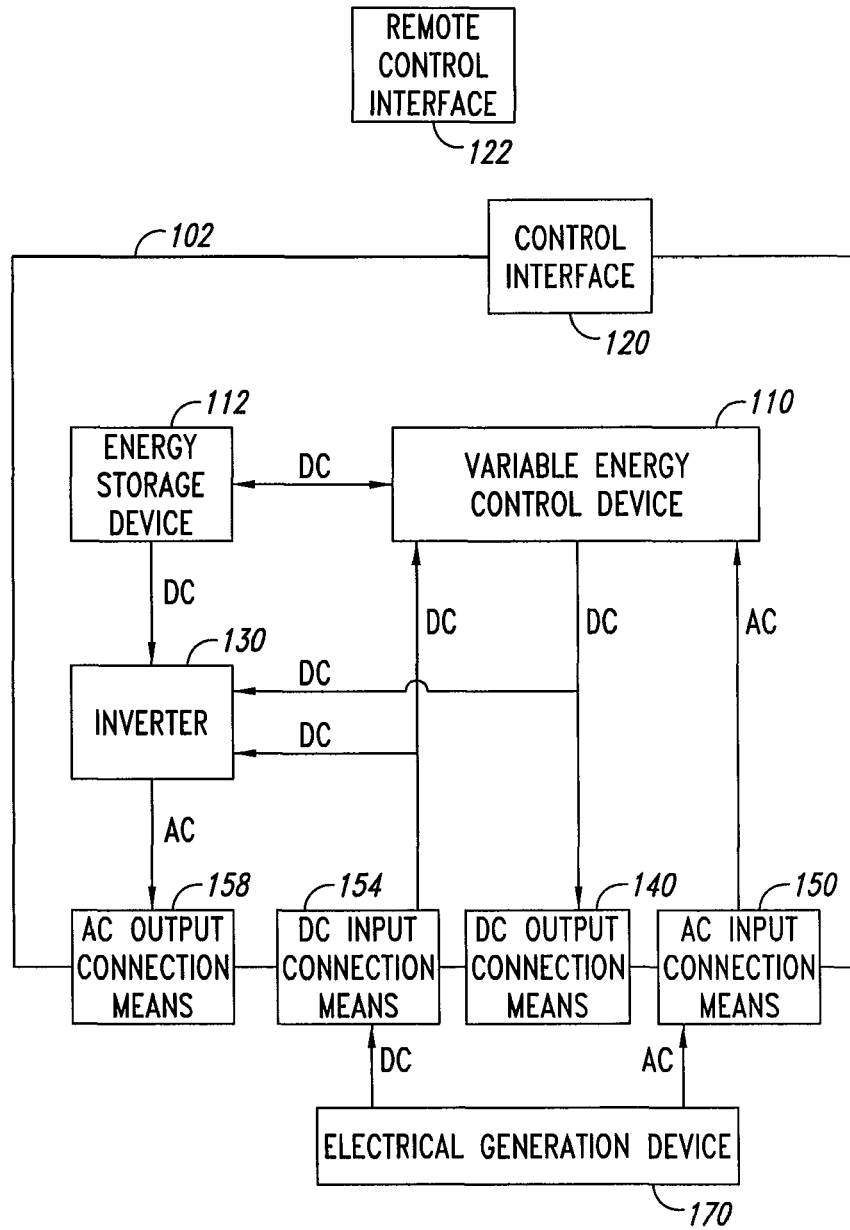 REMOTE
CONTROL
INTERFACE
122
102
CONTROL
INTERFACE
120
112
110
ENERGY
STORAGE
DEVICE
DC
VARIABLE ENERGY
CONTROL DEVICE
DC
DC
DC
AC
130
INVERTER
DC
DC
AC
158
154
140
150
AC OUTPUT
CONNECTION
MEANS
DC INPUT
CONNECTION
MEANS
DC OUTPUT
CONNECTION
MEANS
AC INPUT
CONNECTION
MEANS
DC
AC
ELECTRICAL GENERATION DEVICE
170